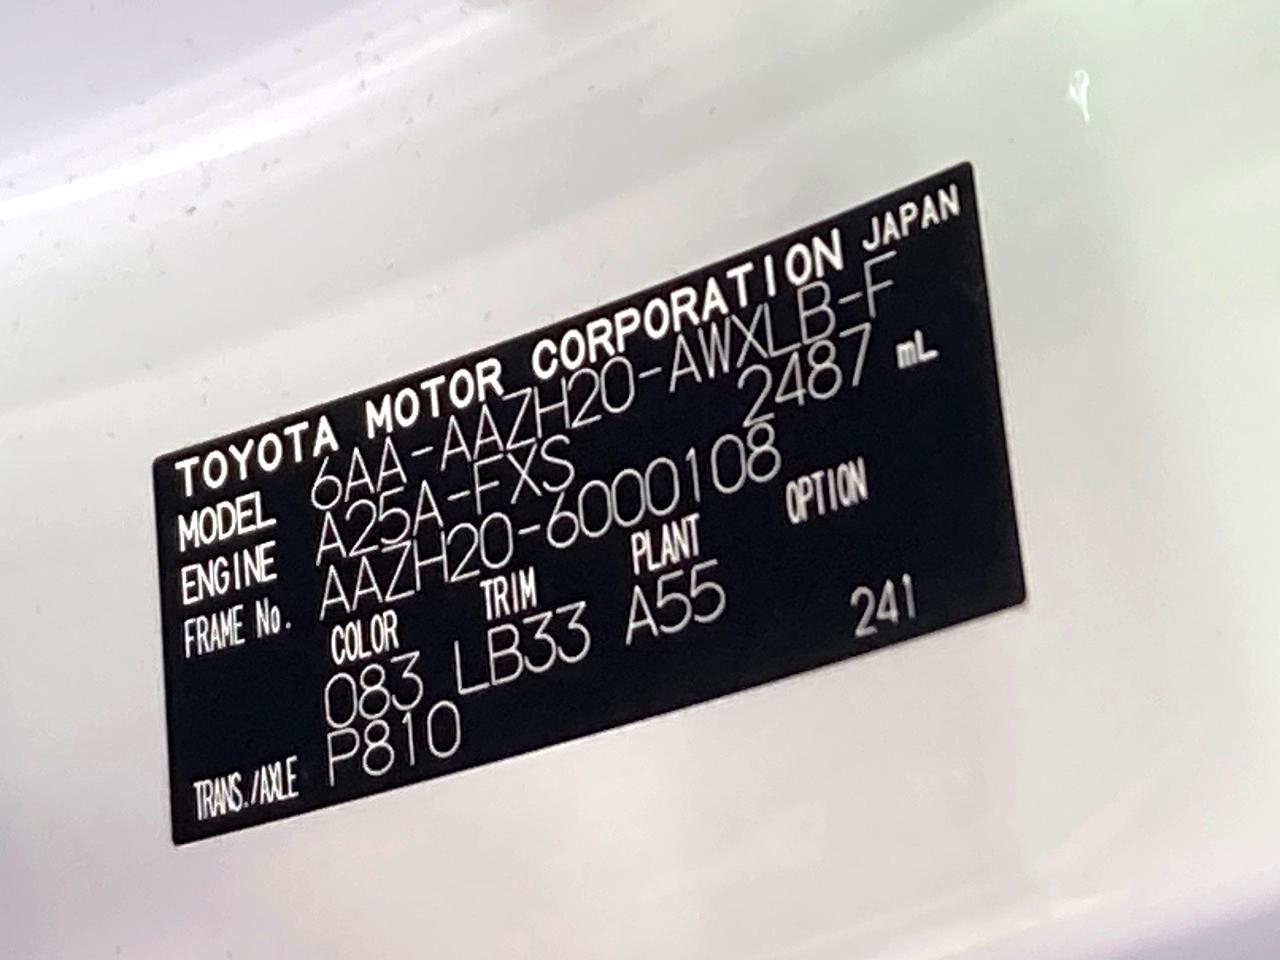 TOYOTA MOTOR CORPORATION JAPAN
MODEL 6AA-AAZH20-AWXLB-F
ENGINE A25A-FXS 2487 mL
FRAME No. AAZH20-6000108
COLOR TRIM PLANT OPTION
083 LB33 A55 241
TRANS./AXLE P810